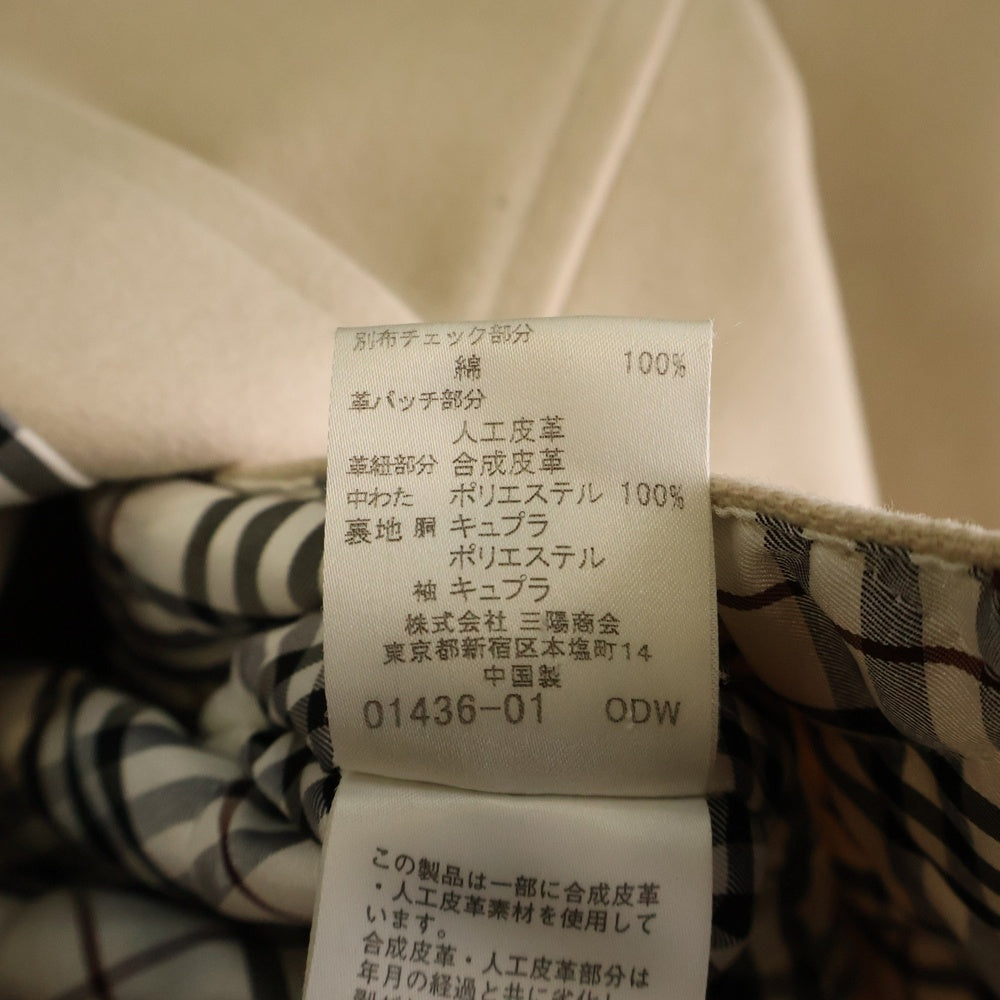 別布チェック部分
綿 100%
革パッチ部分
人工皮革
革紐部分 合成皮革
中わた ポリエステル 100%
裏地 胴 キュプラ
ポリエステル
袖 キュプラ
株式会社 三陽商会
東京都新宿区本塩町14
中国製
01436-01 ODW
この製品は一部に合成皮革
・人工皮革素材を使用して
います。
合成皮革・人工皮革部分は
年月の経過と共に劣化し